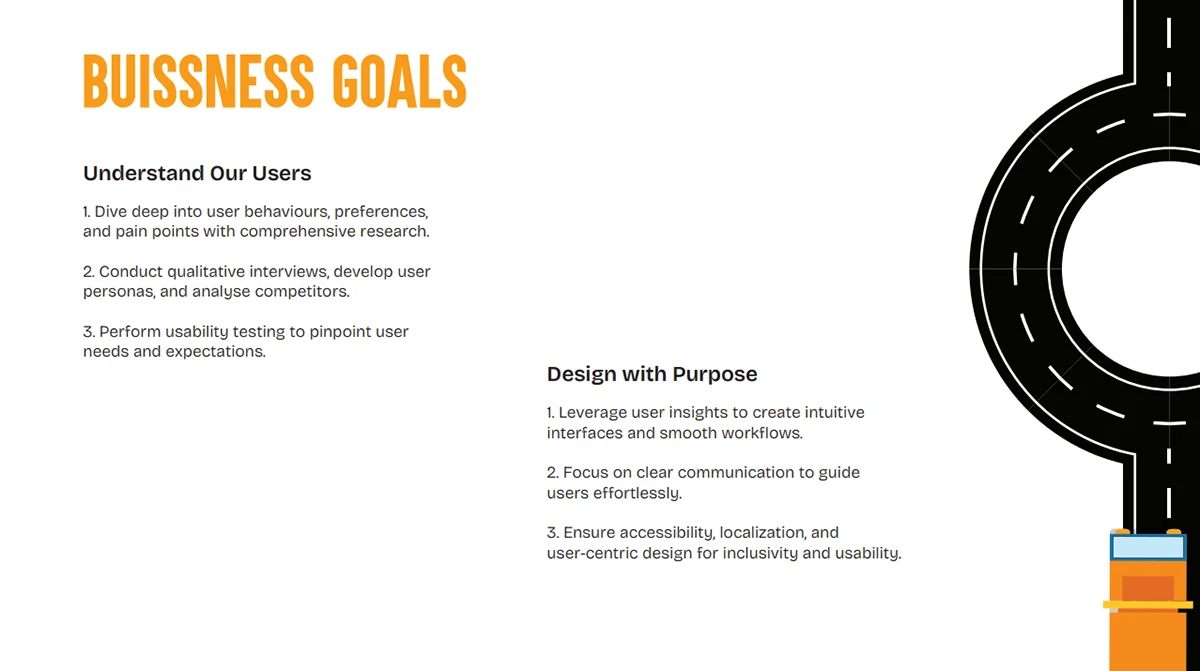 BUISSNESS GOALS
Understand Our Users
1. Dive deep into user behaviours, preferences,
and pain points with comprehensive research.
2. Conduct qualitative interviews, develop user
personas, and analyse competitors.
3. Perform usability testing to pinpoint user
needs and expectations.
Design with Purpose
1. Leverage user insights to create intuitive
interfaces and smooth workflows.
2. Focus on clear communication to guide
users effortlessly.
3. Ensure accessibility, localization, and
user-centric design for inclusivity and usability.